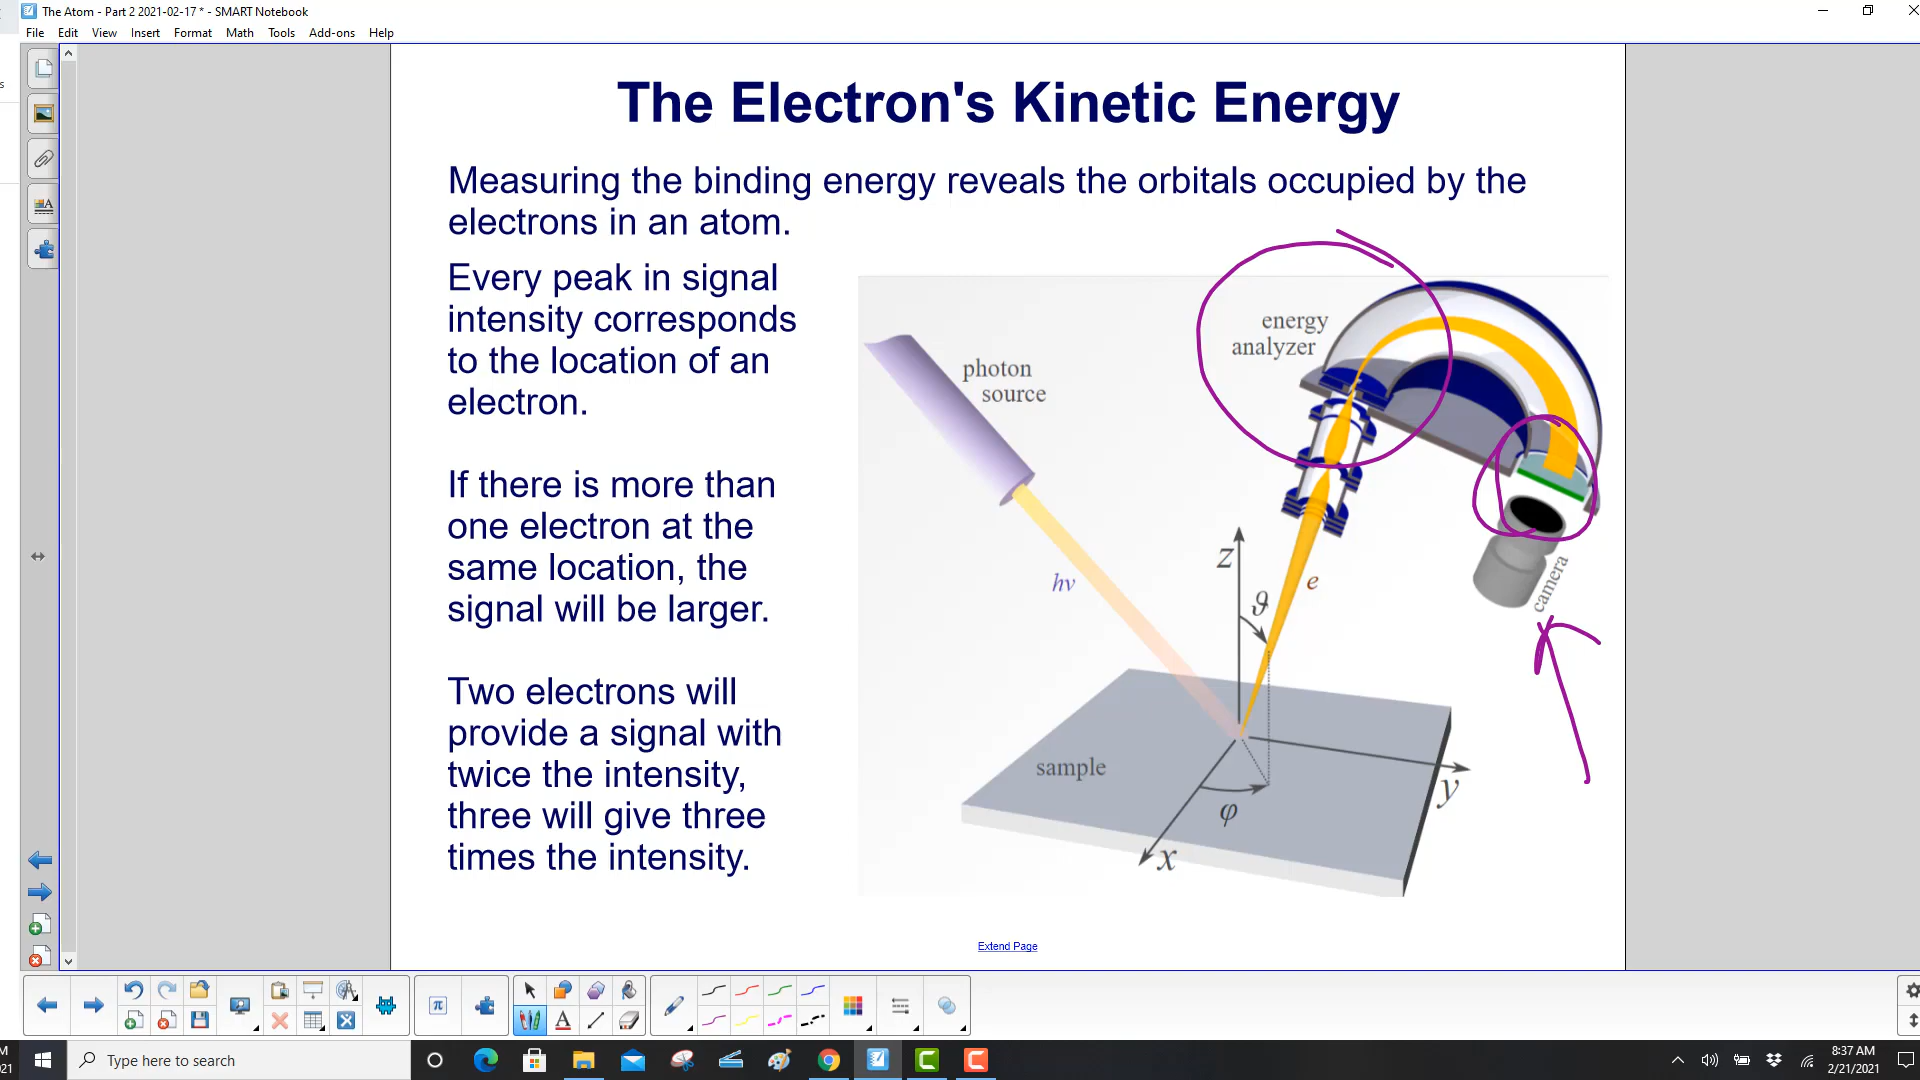 The Atom - Part 2 2021-02-17 * - SMART Notebook
File Edit View Insert Format Math Tools Add-ons Help
The Electron's Kinetic Energy
Measuring the binding energy reveals the orbitals occupied by the
electrons in an atom.
Every peak in signal
intensity corresponds
to the location of an
electron.
If there is more than
one electron at the
same location, the
signal will be larger.
Two electrons will
provide a signal with
twice the intensity,
three will give three
times the intensity.
energy
analyzer
photon
source
hν
z
ϑ
e
camera
sample
φ
y
x
Extend Page
Type here to search
8:37 AM
2/21/2021